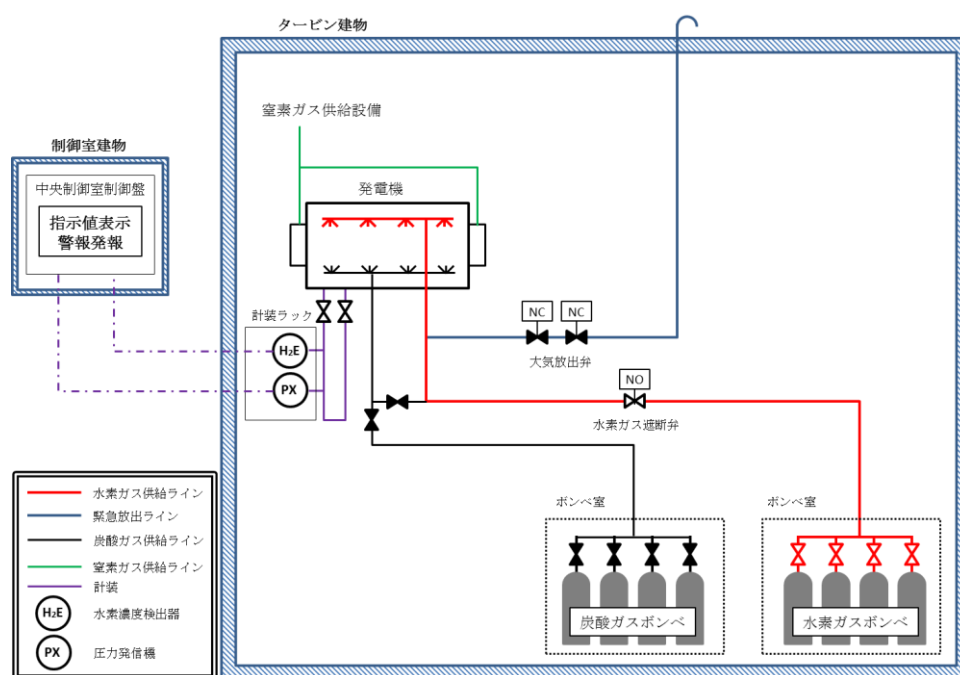 タービン建物
窒素ガス供給設備
制御室建物
中央制御室制御盤
指示値表示
警報発報
発電機
計装ラック
NC
NC
H2E
大気放出弁
PX
NO
水素ガス遮断弁
ボンベ室
ボンベ室
炭酸ガスボンベ
水素ガスボンベ
水素ガス供給ライン
緊急放出ライン
炭酸ガス供給ライン
窒素ガス供給ライン
計装
H2E
水素濃度検出器
PX
圧力発信機